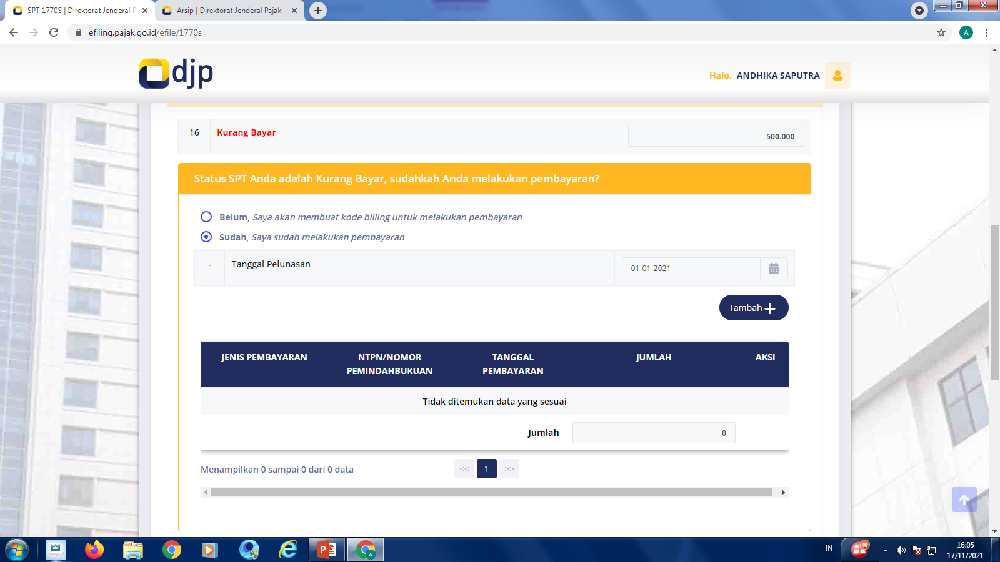 SPT 1770S | Direktorat Jenderal P
Arsip | Direktorat Jenderal Pajak
efiling.pajak.go.id/efile/1770s
A
djp
Halo, ANDHIKA SAPUTRA
16 Kurang Bayar 500.000
Status SPT Anda adalah Kurang Bayar, sudahkah Anda melakukan pembayaran?
Belum, Saya akan membuat kode billing untuk melakukan pembayaran
Sudah, Saya sudah melakukan pembayaran
- Tanggal Pelunasan 01-01-2021
Tambah
JENIS PEMBAYARAN
NTPN/NOMOR
PEMINDAHBUKUAN
TANGGAL
PEMBAYARAN
JUMLAH
AKSI
Tidak ditemukan data yang sesuai
Jumlah 0
Menampilkan 0 sampai 0 dari 0 data
<< 1 >>
IN
16:05
17/11/2021